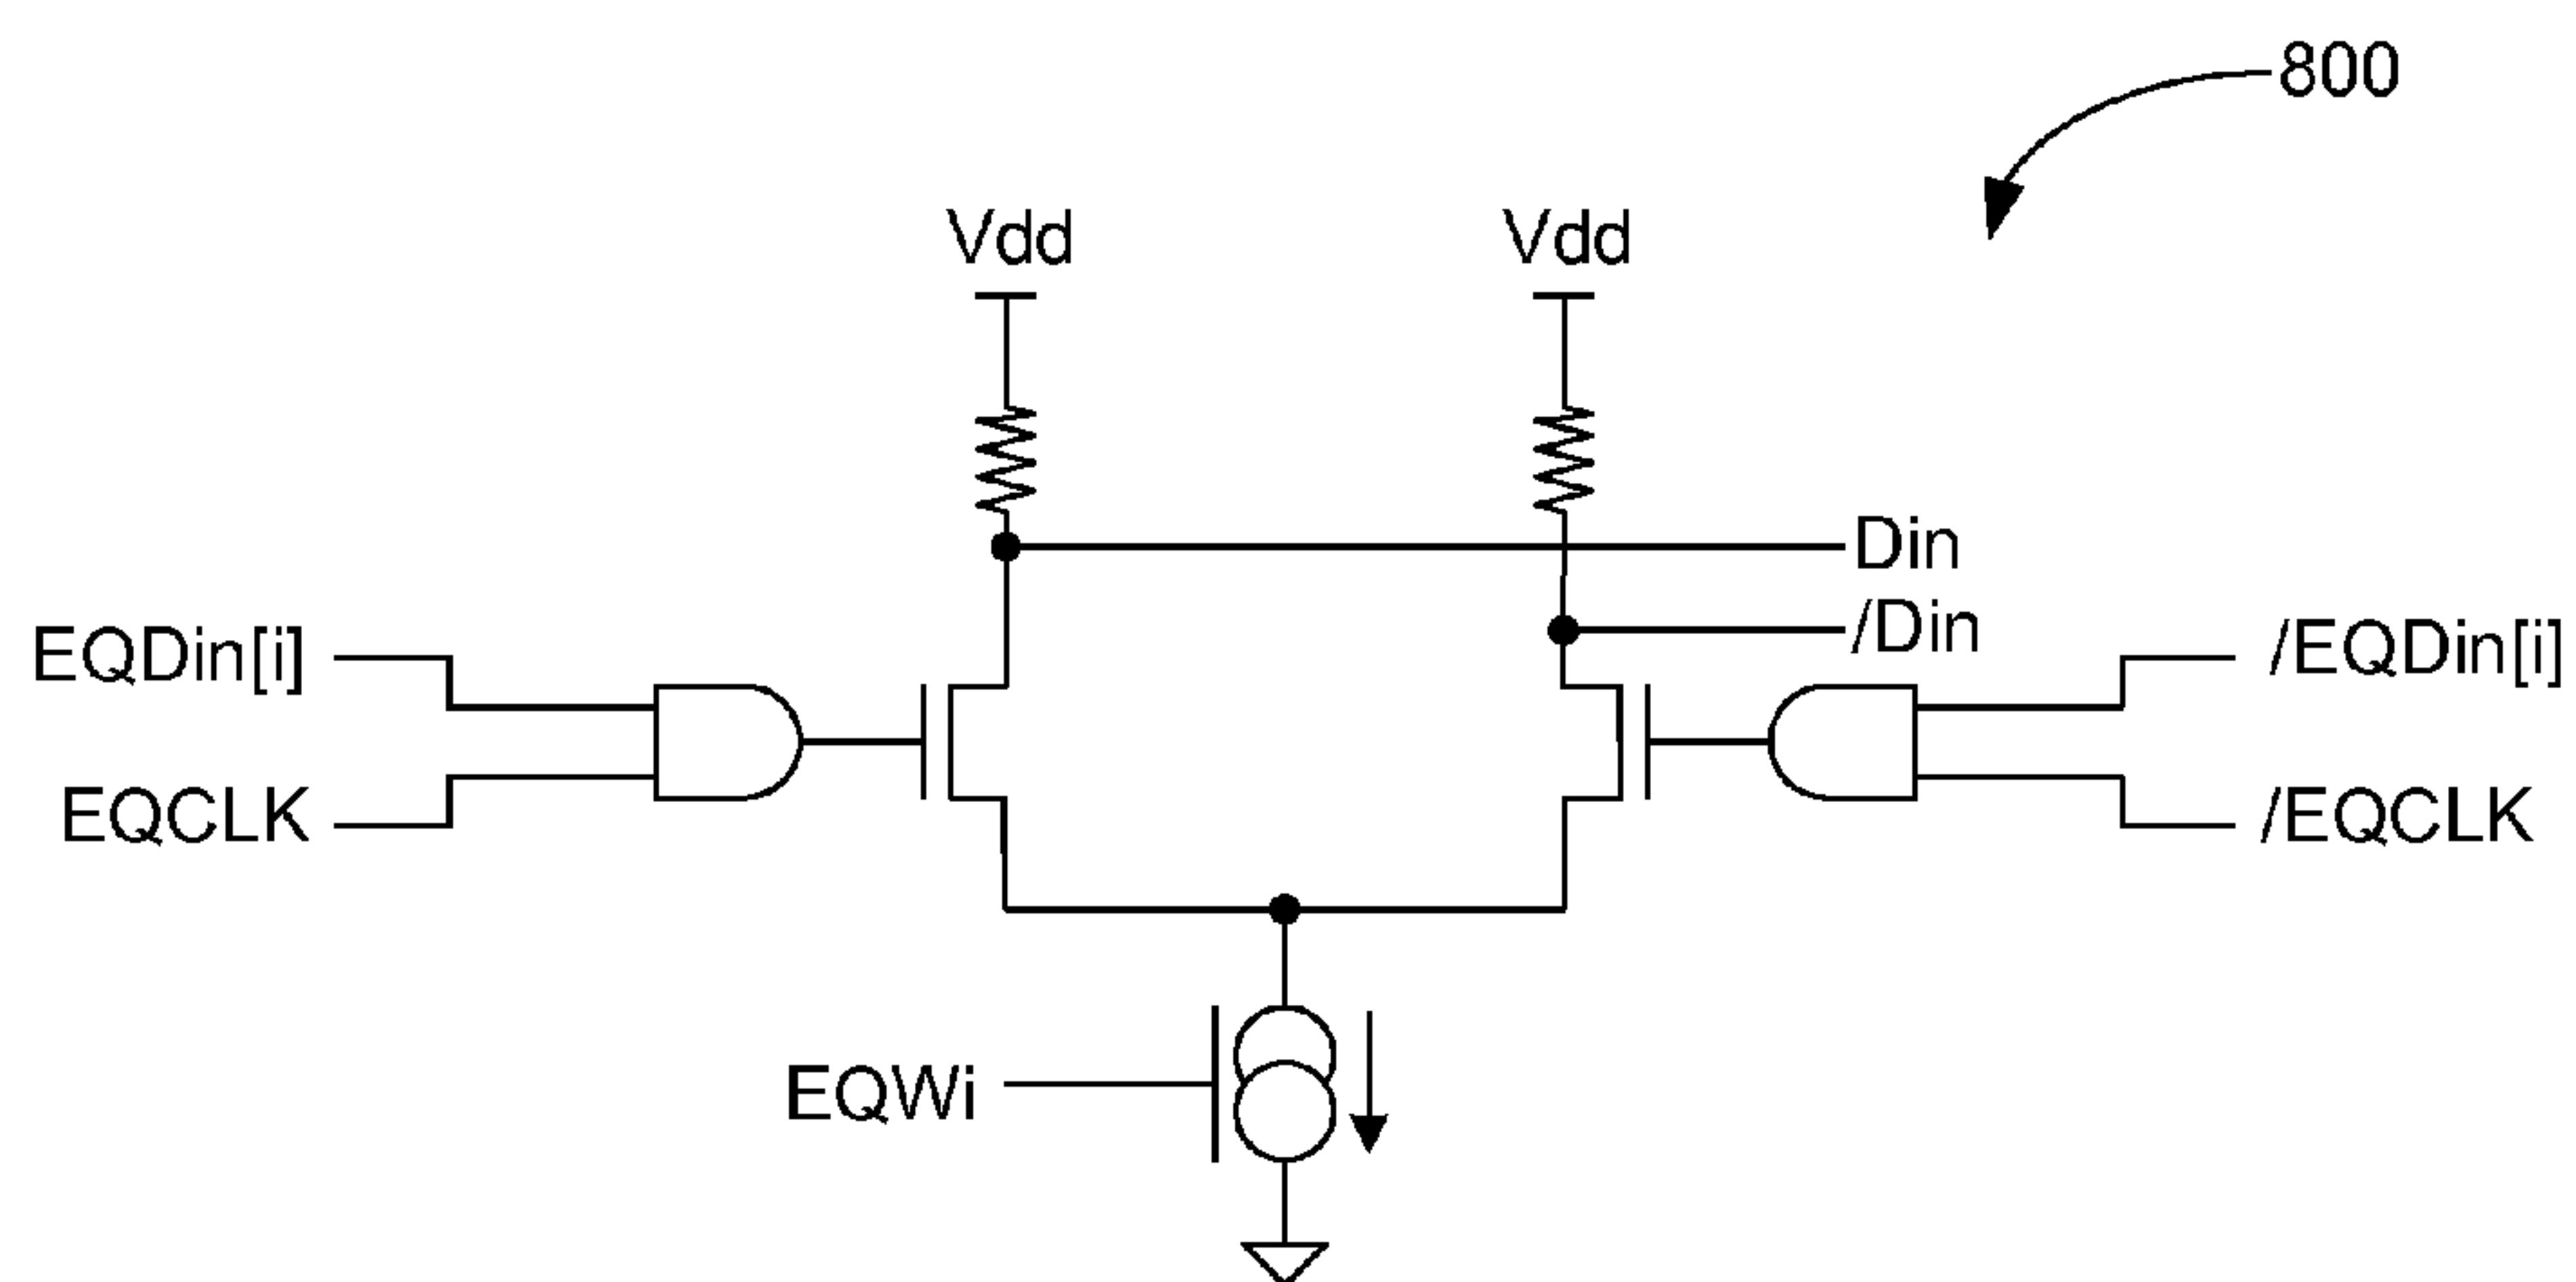 800
Vdd
Vdd
Din
/Din
EQDin[i]
/EQDin[i]
EQCLK
/EQCLK
EQWi